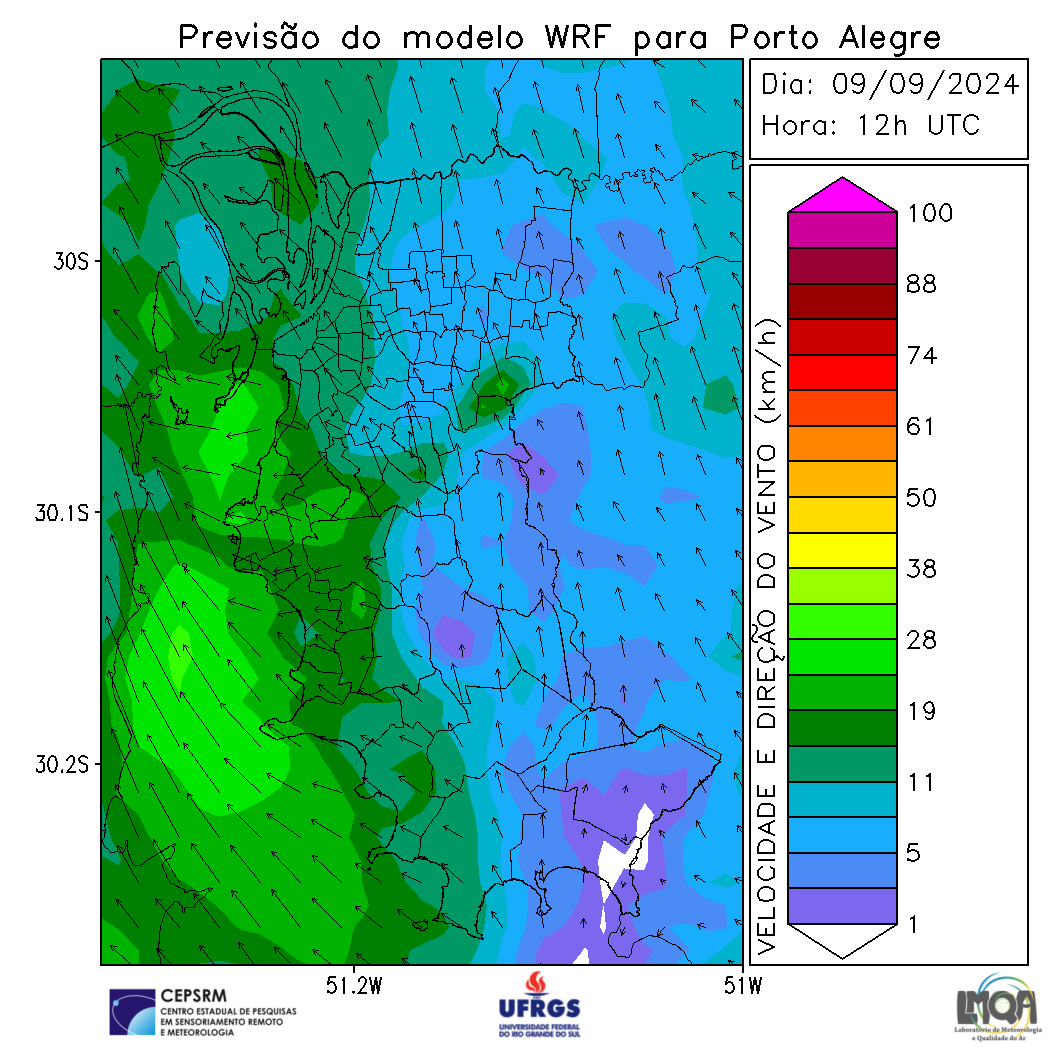 Previsão do modelo WRF para Porto Alegre
Dia: 09/09/2024
Hora: 12h UTC
30S
30.1S
30.2S
51.2W
51W
VELOCIDADE E DIREÇÃO DO VENTO (km/h)
100
88
74
61
50
38
28
19
11
5
1
CEPSRM
CENTRO ESTADUAL DE PESQUISAS
EM SENSORIAMENTO REMOTO
E METEOROLOGIA
UFRGS
UNIVERSIDADE FEDERAL
DO RIO GRANDE DO SUL
LMQA
Laboratório de Meteorologia
e Qualidade do Ar